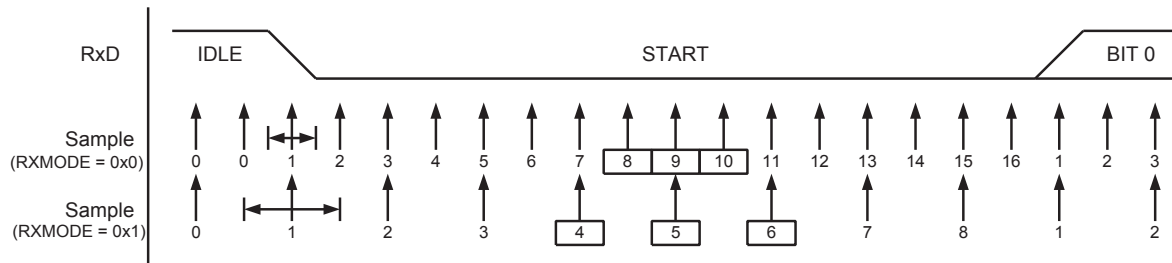 RxD IDLE START BIT 0
Sample
(RXMODE = 0x0) 0 0 1 2 3 4 5 6 7 8 9 10 11 12 13 14 15 16 1 2 3
Sample
(RXMODE = 0x1) 0 1 2 3 4 5 6 7 8 1 2